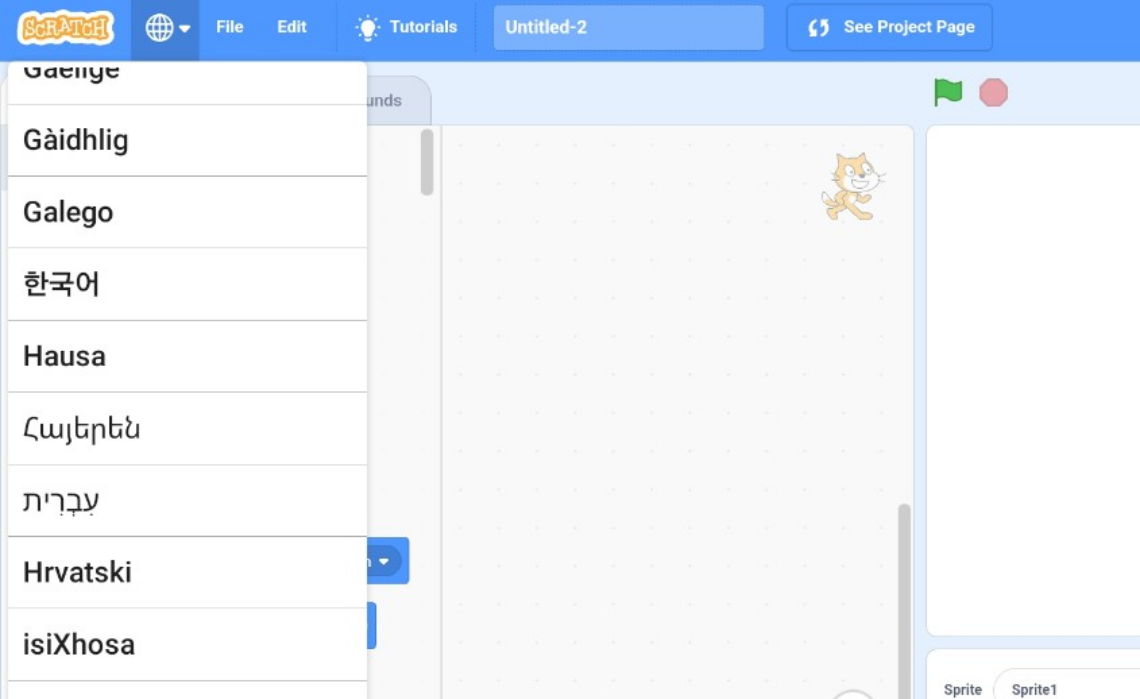 SCRATCH File Edit Tutorials Untitled-2 See Project Page
Gaeilge
Gàidhlig
Galego
한국어
Hausa
Հայերեն
עִבְרִית
Hrvatski
isiXhosa
Sprite Sprite1